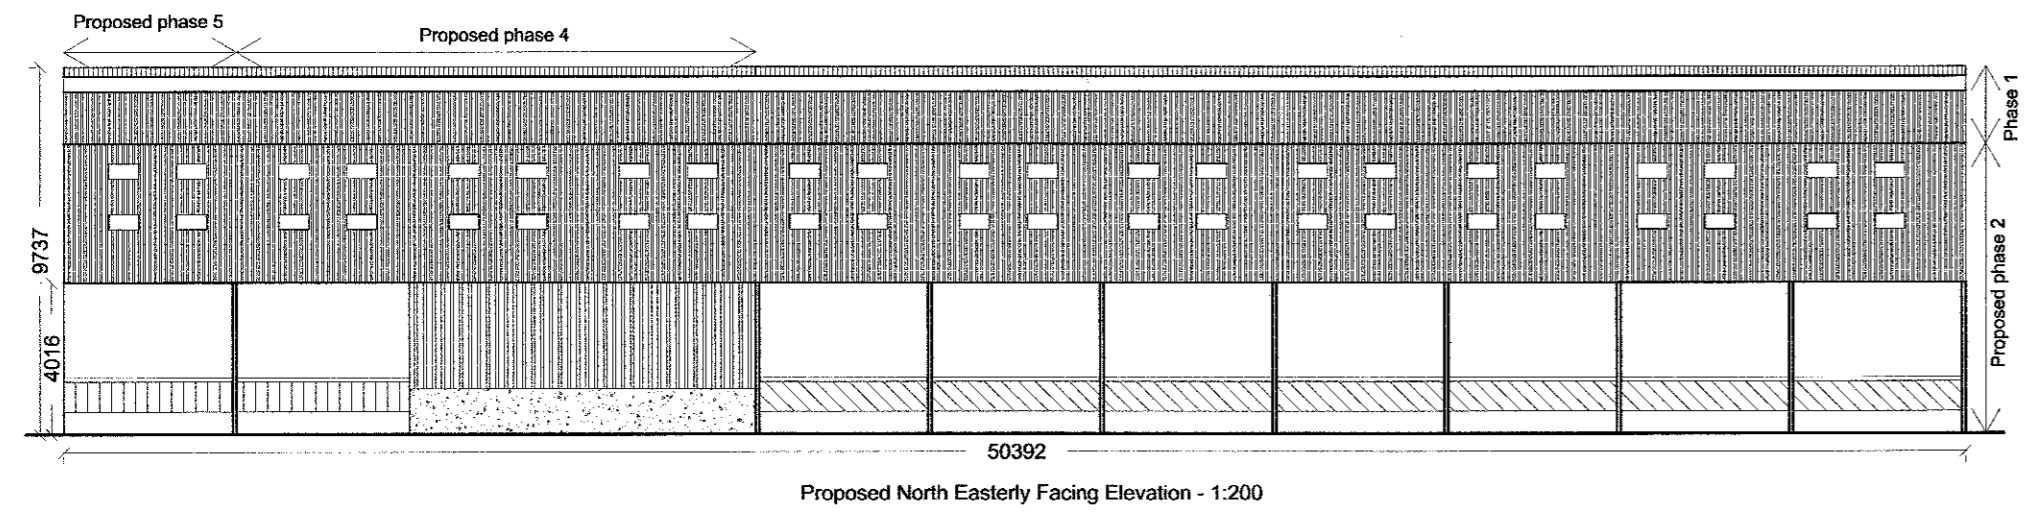 Proposed phase 5
Proposed phase 4
Phase 1
9737
Proposed phase 2
4016
50392
Proposed North Easterly Facing Elevation - 1:200